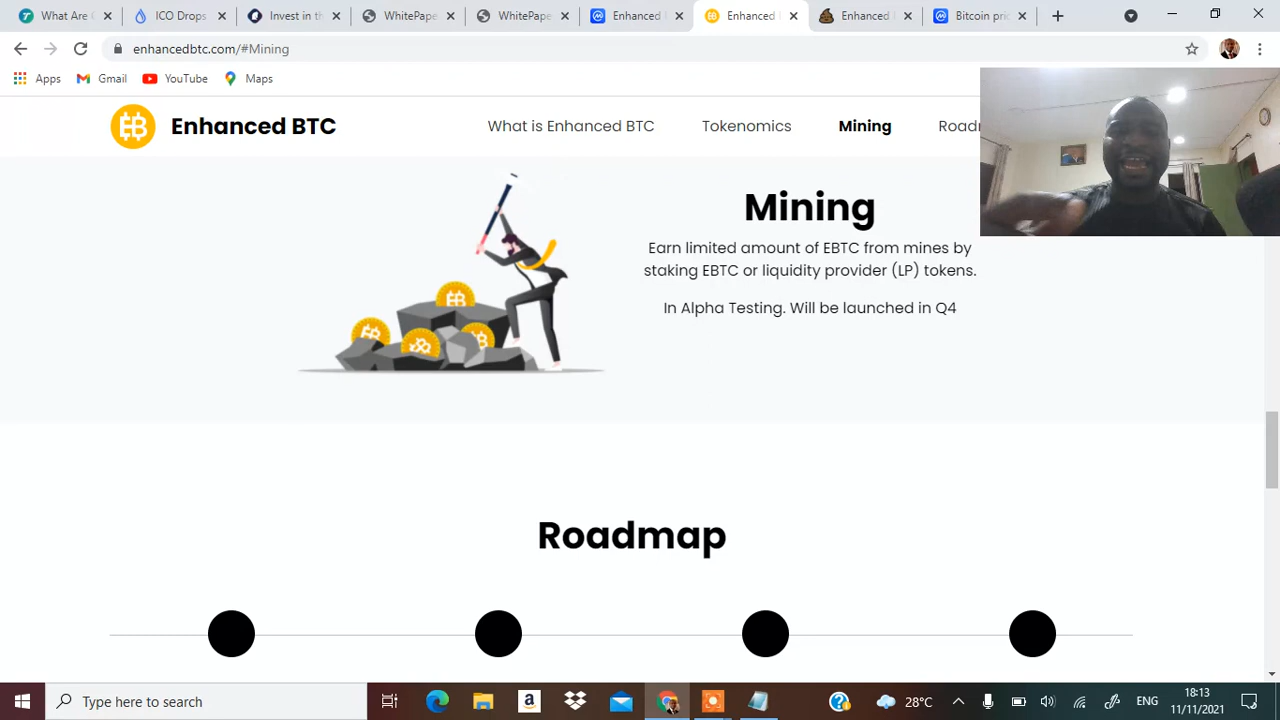 What Are
ICO Drops
Invest in th
WhitePape
WhitePape
Enhanced
Enhanced
Enhanced
Bitcoin pric
enhancedbtc.com/#Mining
Apps
Gmail
YouTube
Maps
Enhanced BTC
What is Enhanced BTC
Tokenomics
Mining
Roadm
Mining
Earn limited amount of EBTC from mines by
staking EBTC or liquidity provider (LP) tokens.
In Alpha Testing. Will be launched in Q4
Roadmap
Type here to search
28°C
ENG
18:13
11/11/2021